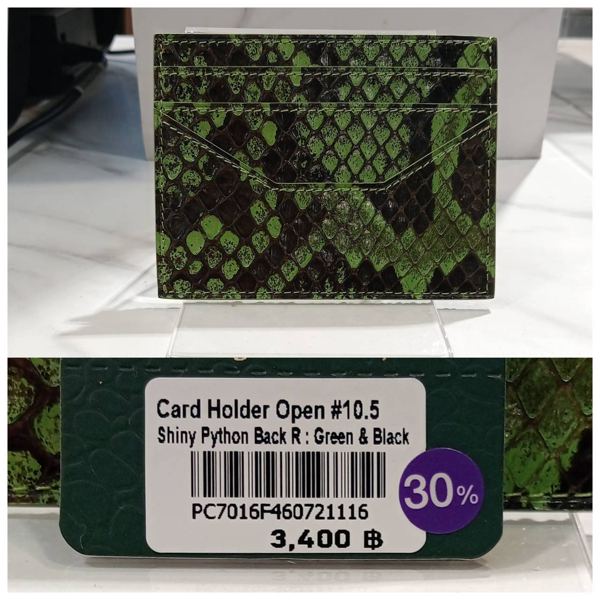 Card Holder Open #10.5
Shiny Python Back R : Green & Black
PC7016F460721116
30%
3,400 ฿